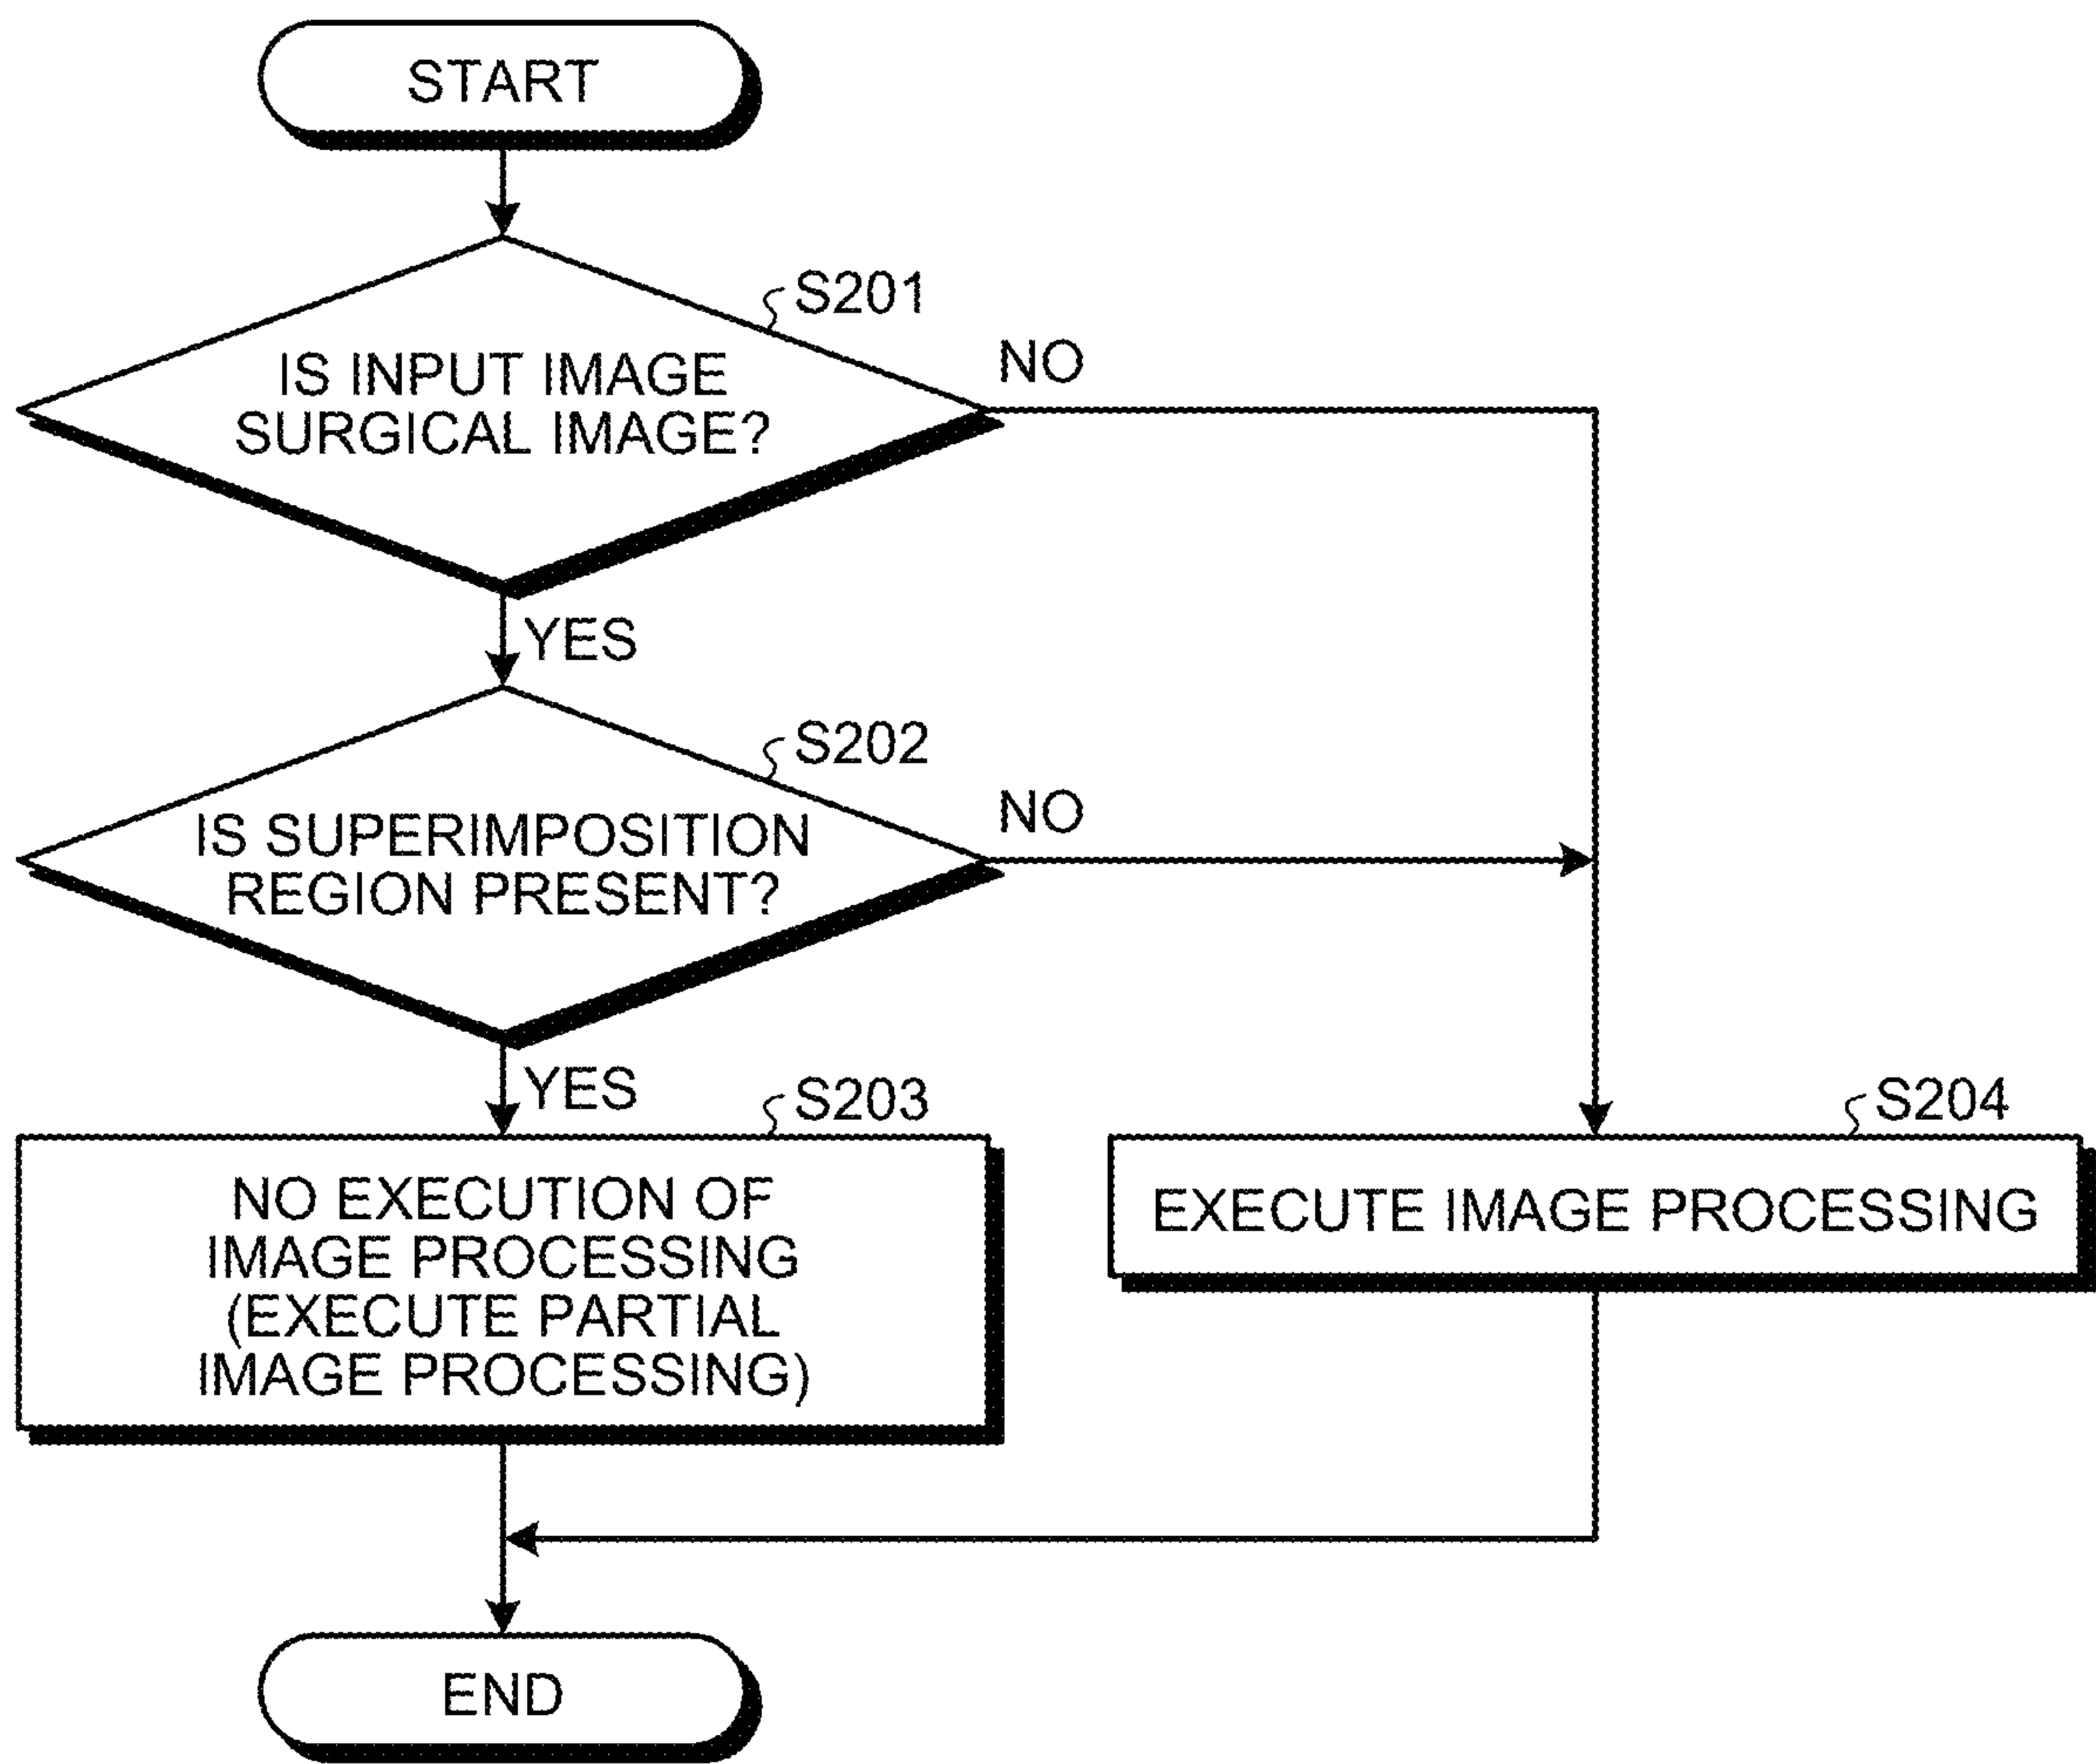 START
S201
IS INPUT IMAGE
SURGICAL IMAGE?
NO
YES
S202
IS SUPERIMPOSITION
REGION PRESENT?
NO
YES
S203
NO EXECUTION OF
IMAGE PROCESSING
(EXECUTE PARTIAL
IMAGE PROCESSING)
S204
EXECUTE IMAGE PROCESSING
END